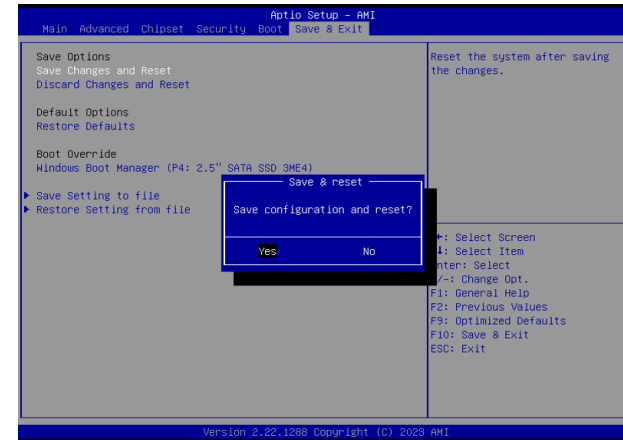 Aptio Setup – AMI
Main Advanced Chipset Security Boot Save & Exit
Save Options
Save Changes and Reset
Discard Changes and Reset
Default Options
Restore Defaults
Boot Override
Windows Boot Manager (P4: 2.5" SATA SSD 3ME4)
Save Setting to file
Restore Setting from file
Save & reset
Save configuration and reset?
Yes No
Reset the system after saving
the changes.
: Select Screen
: Select Item
nter: Select
/–: Change Opt.
F1: General Help
F2: Previous Values
F9: Optimized Defaults
F10: Save & Exit
ESC: Exit
Version 2.22.1288 Copyright (C) 2023 AMI